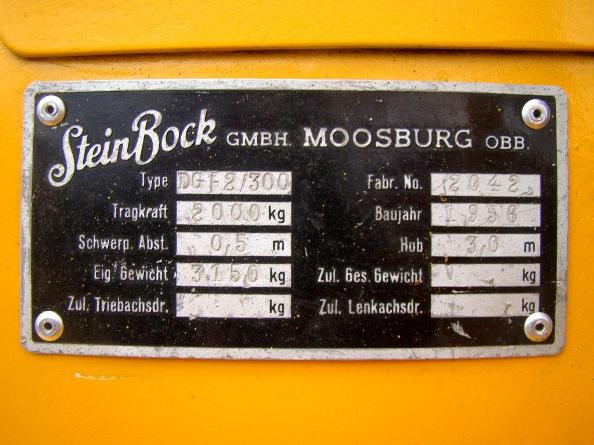 SteinBock GMBH. MOOSBURG OBB.
Type DGF2/300 Fabr. No. 2042
Tragkraft 2000 kg Baujahr 1956
Schwerp. Abst. 0,5 m Hub 3,0 m
Eig. Gewicht 3150 kg Zul. Ges. Gewicht kg
Zul. Triebachsdr. kg Zul. Lenkachsdr. kg